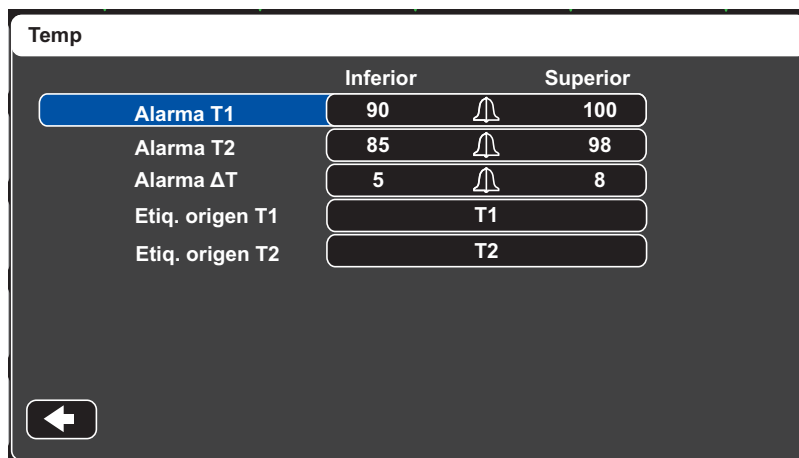 Temp
Inferior Superior
Alarma T1 90 100
Alarma T2 85 98
Alarma ΔT 5 8
Etiq. origen T1 T1
Etiq. origen T2 T2